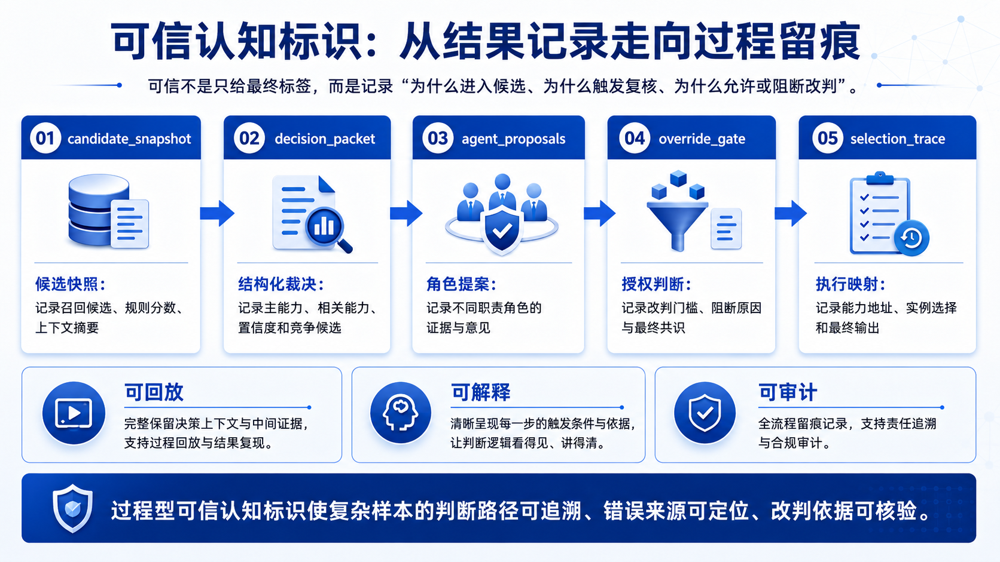 可信认知标识：从结果记录走向过程留痕
可信不是只给最终标签，而是记录“为什么进入候选、为什么触发复核、为什么允许或阻断改判”。
01 candidate_snapshot
候选快照：
记录召回候选、规则分数、
上下文摘要
02 decision_packet
结构化裁决：
记录主能力、相关能力、
置信度和竞争候选
03 agent_proposals
角色提案：
记录不同职责角色的
证据与意见
04 override_gate
授权判断：
记录改判门槛、阻断原因
与最终共识
05 selection_trace
执行映射：
记录能力地址、实例选择
和最终输出
可回放
完整保留决策上下文与中间证据，
支持过程回放与结果复现。
可解释
清晰呈现每一步的触发条件与依据，
让判断逻辑看得见、讲得清。
可审计
全流程留痕记录，支持责任追溯
与合规审计。
过程型可信认知标识使复杂样本的判断路径可追溯、错误来源可定位、改判依据可核验。